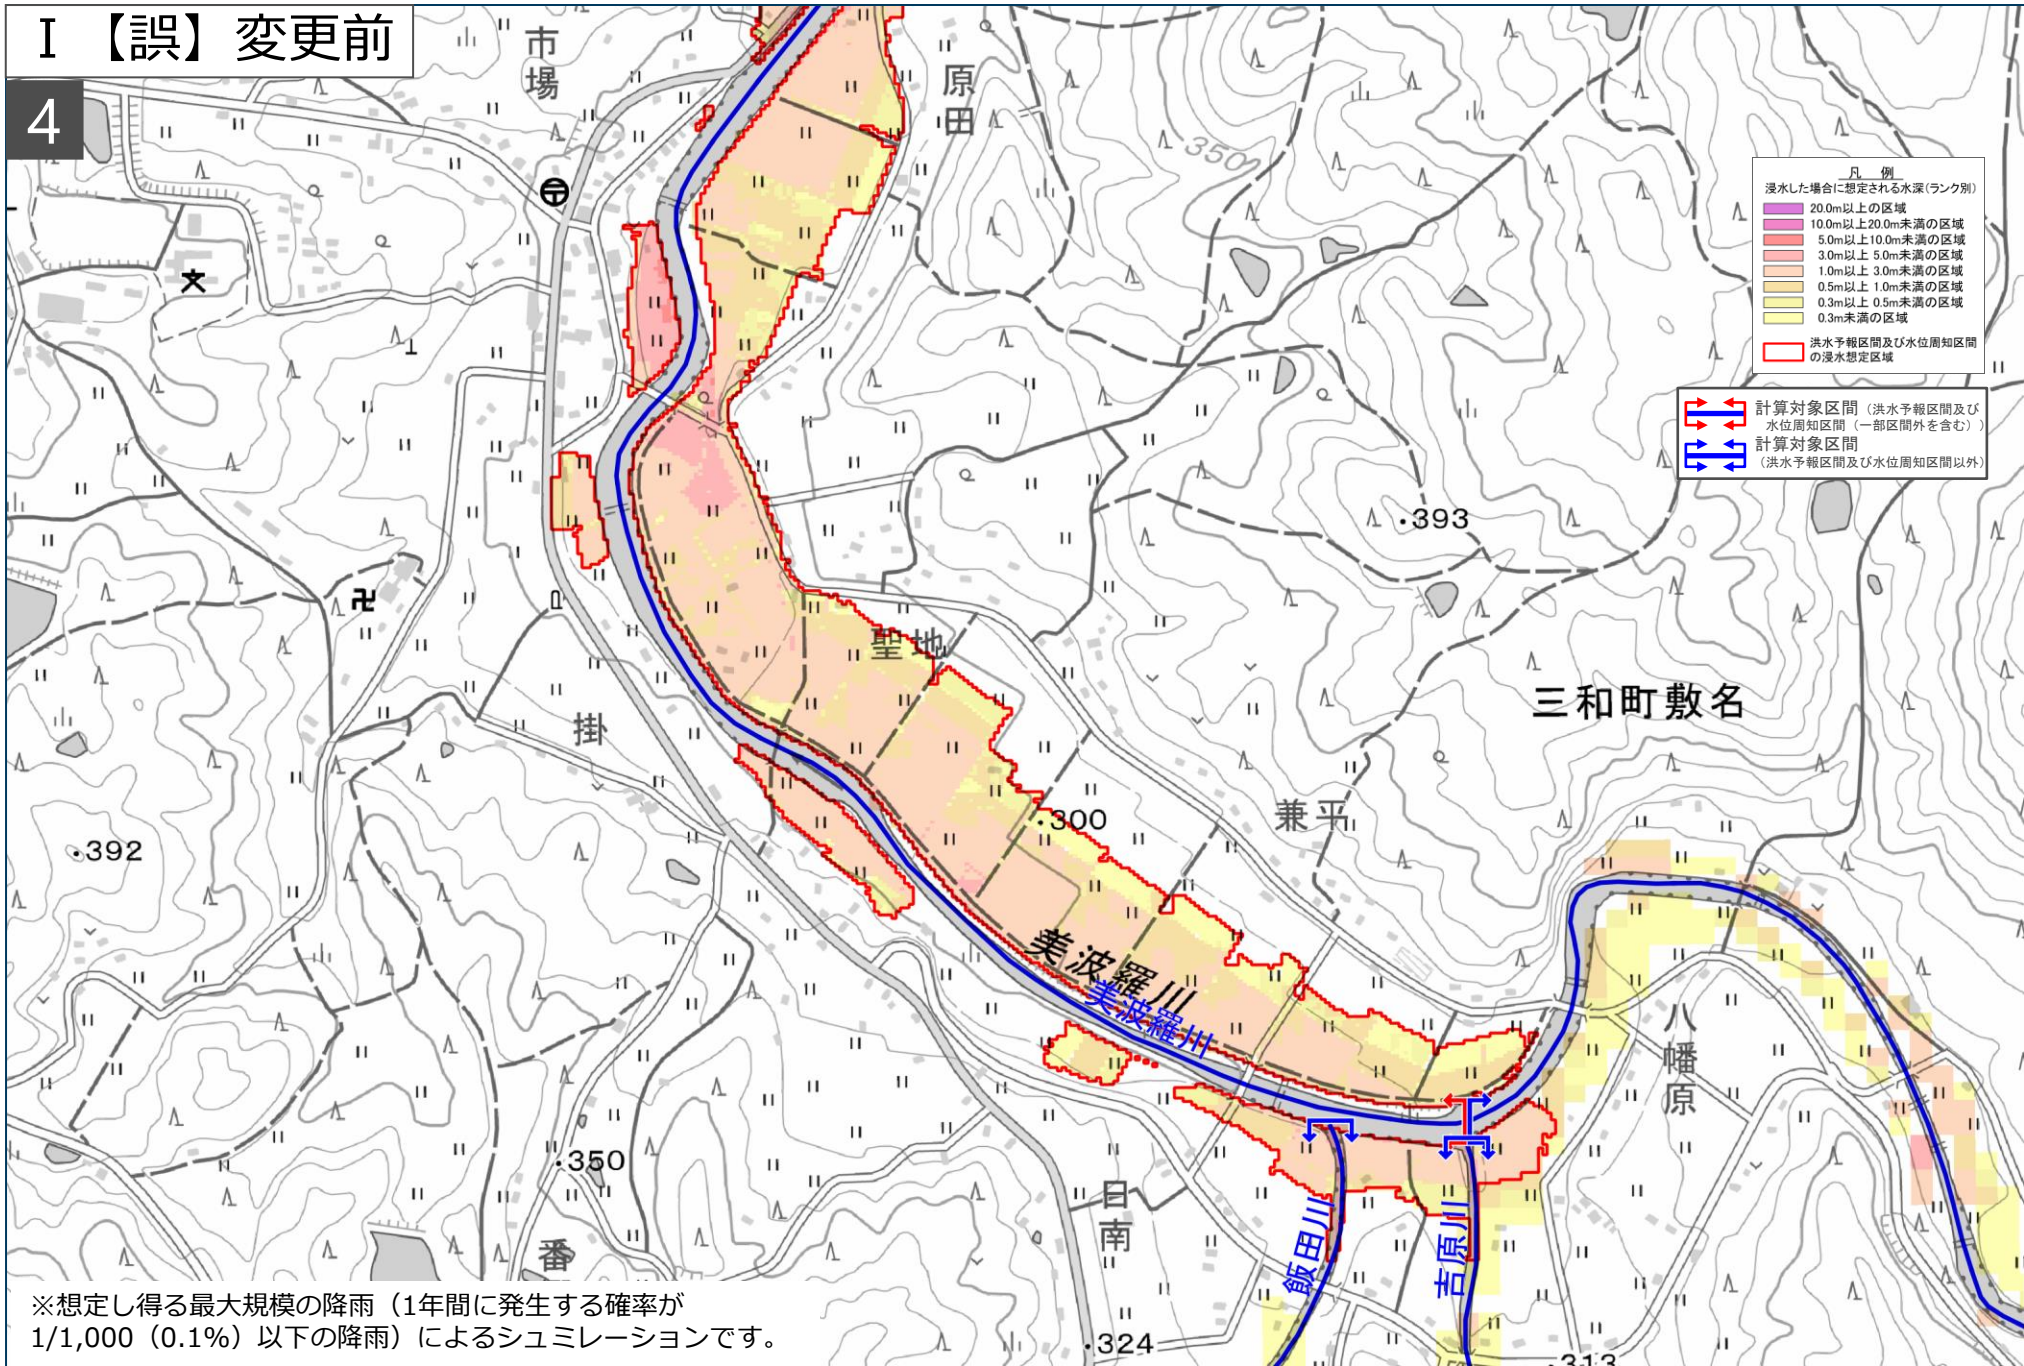 I 【誤】変更前
4
市場
原田
350
凡 例
浸水した場合に想定される水深(ランク別)
20.0m以上の区域
10.0m以上20.0m未満の区域
5.0m以上10.0m未満の区域
3.0m以上 5.0m未満の区域
1.0m以上 3.0m未満の区域
0.5m以上 1.0m未満の区域
0.3m以上 0.5m未満の区域
0.3m未満の区域
洪水予報区間及び水位周知区間
の浸水想定区域
計算対象区間(洪水予報区間及び
水位周知区間(一部区間外を含む))
計算対象区間
(洪水予報区間及び水位周知区間以外)
・393
聖地
三和町敷名
掛
兼平
・300
・392
美波羅川
美波羅川
八幡原
・350
日南
飯田川
吉原川
番
※想定し得る最大規模の降雨(1年間に発生する確率が
1/1,000(0.1%)以下の降雨)によるシュミレーションです。
・324
・313